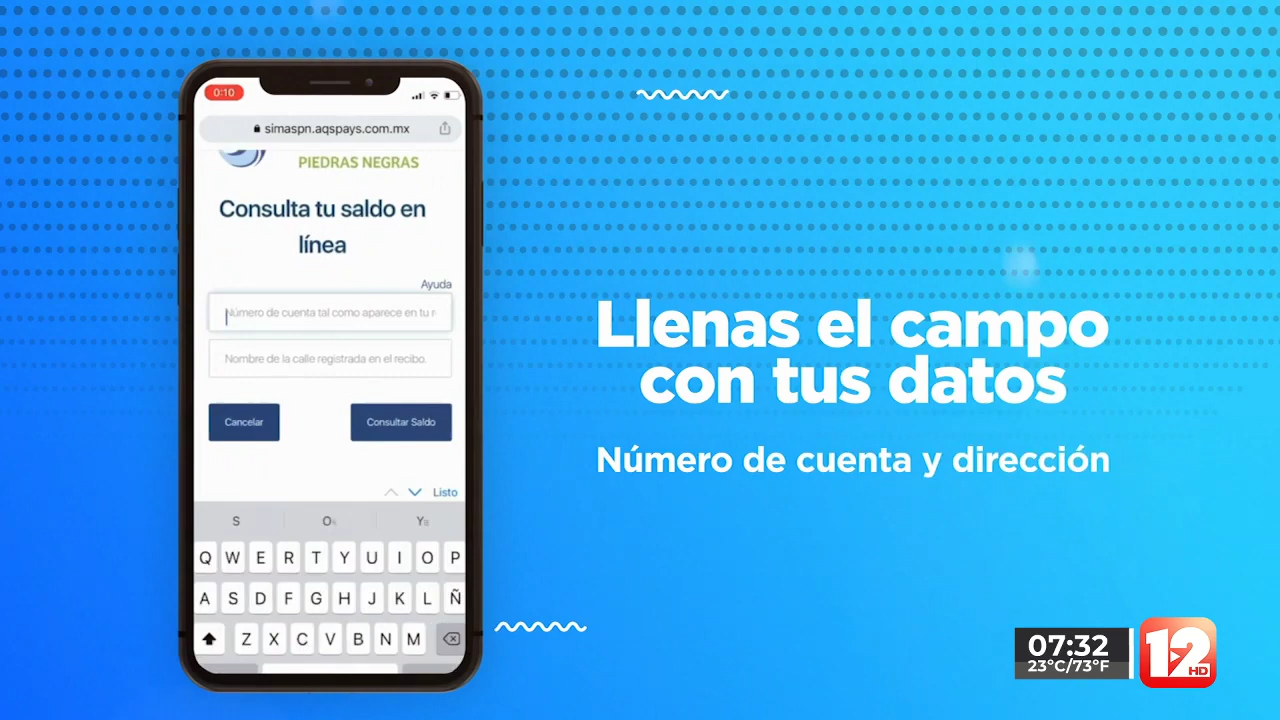 0:10
simaspn.aqspays.com.mx
PIEDRAS NEGRAS
Consulta tu saldo en
línea
Ayuda
Número de cuenta tal como aparece en tu r
Nombre de la calle registrada en el recibo.
Cancelar
Consultar Saldo
Listo
S O Y
Q W E R T Y U I O P
A S D F G H J K L Ñ
Z X C V B N M
Llenas el campo
con tus datos
Número de cuenta y dirección
07:32
23°C/73°F
12
HD